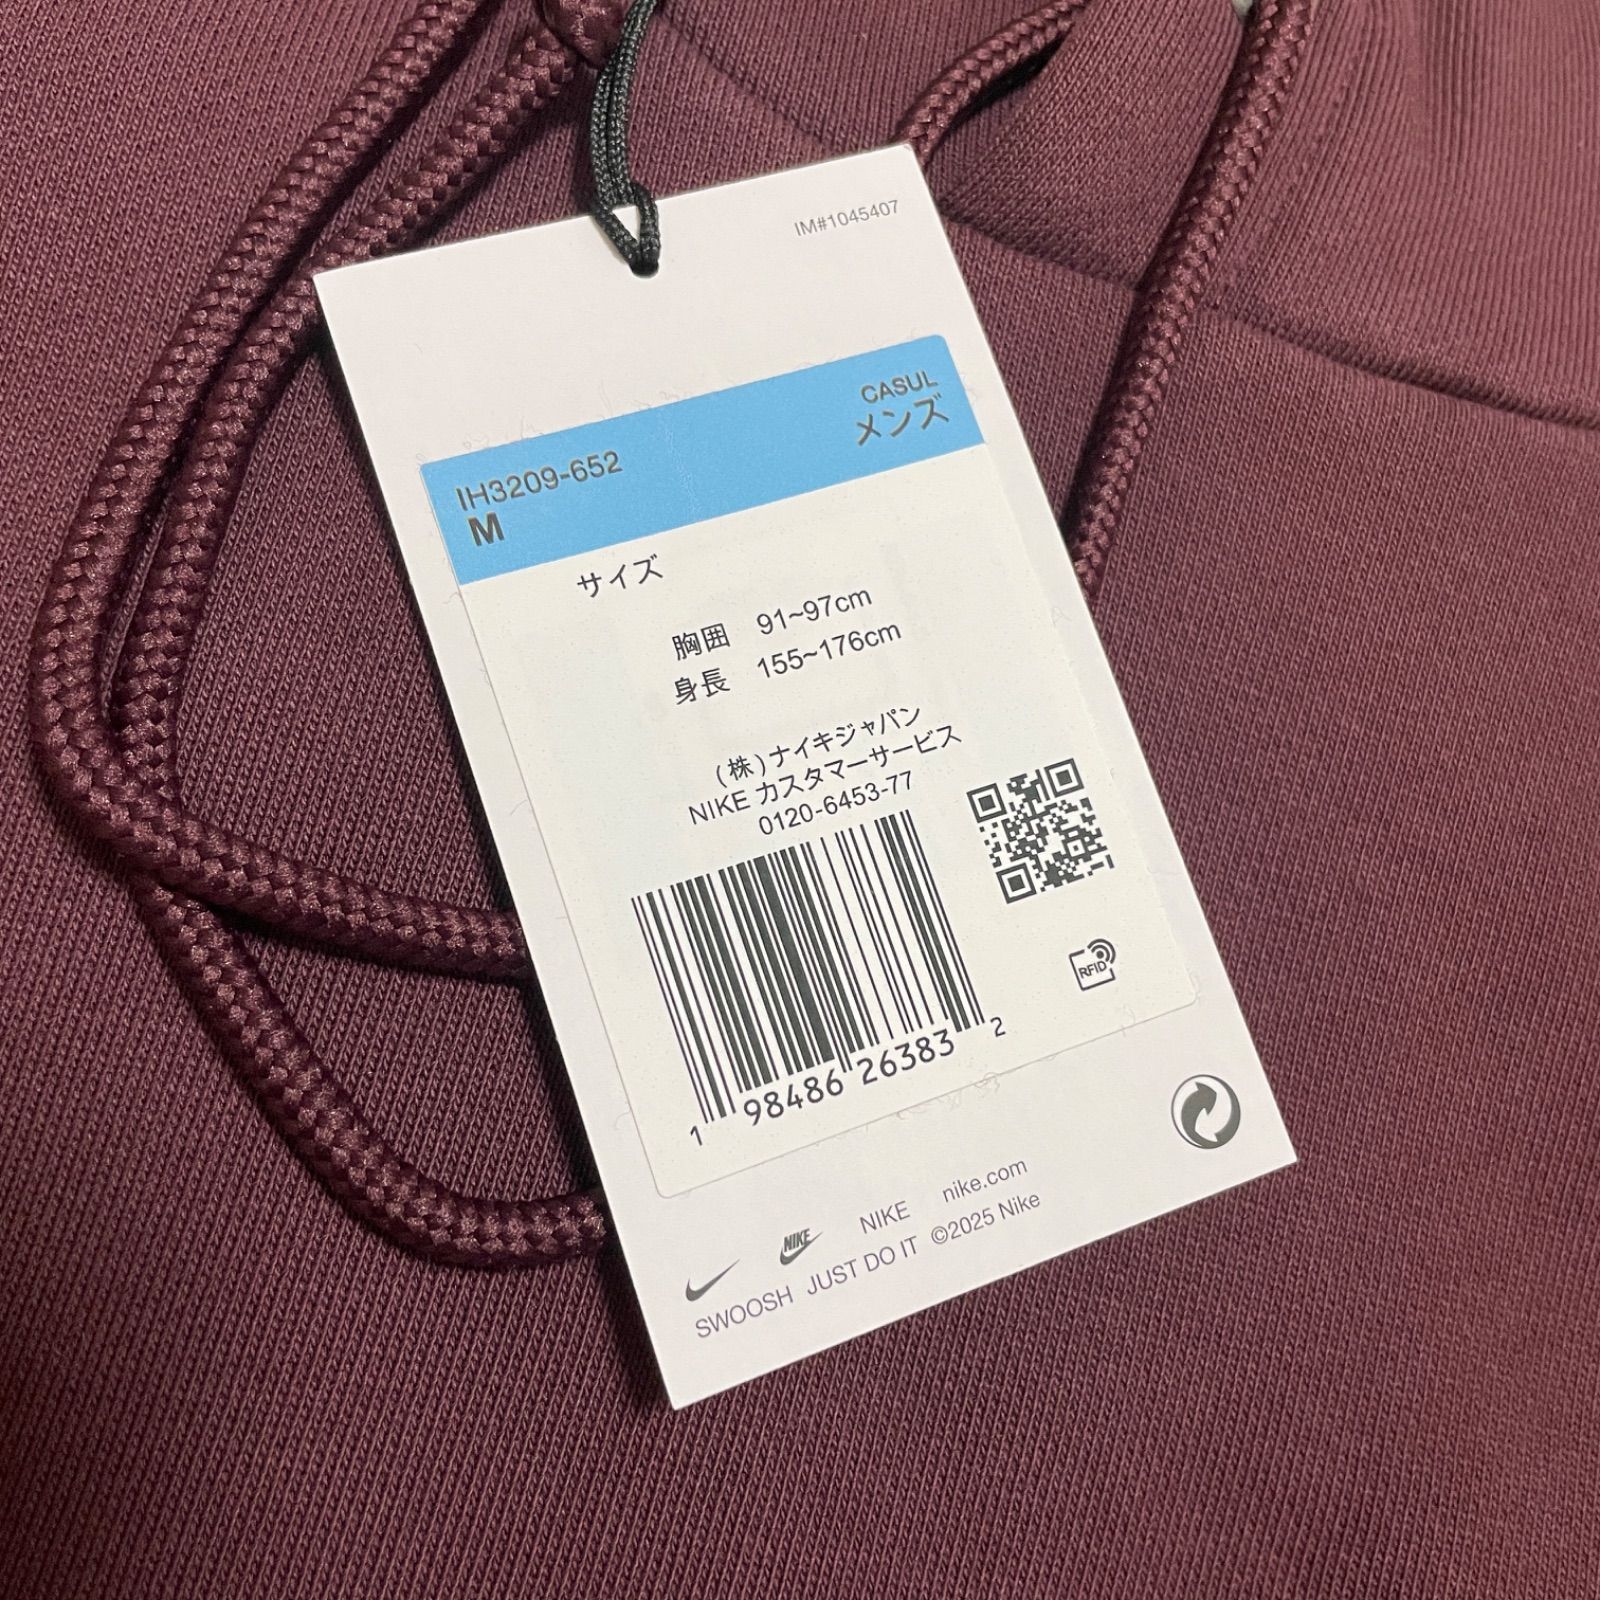 IM#1045407
CASUL
メンズ
IH3209-652
M
サイズ
胸囲 91~97cm
身長 155~176cm
(株)ナイキジャパン
NIKE カスタマーサービス
0120-6453-77
RFID
1 98486 26383 2
NIKE NIKE nike.com
SWOOSH JUST DO IT ©2025 Nike